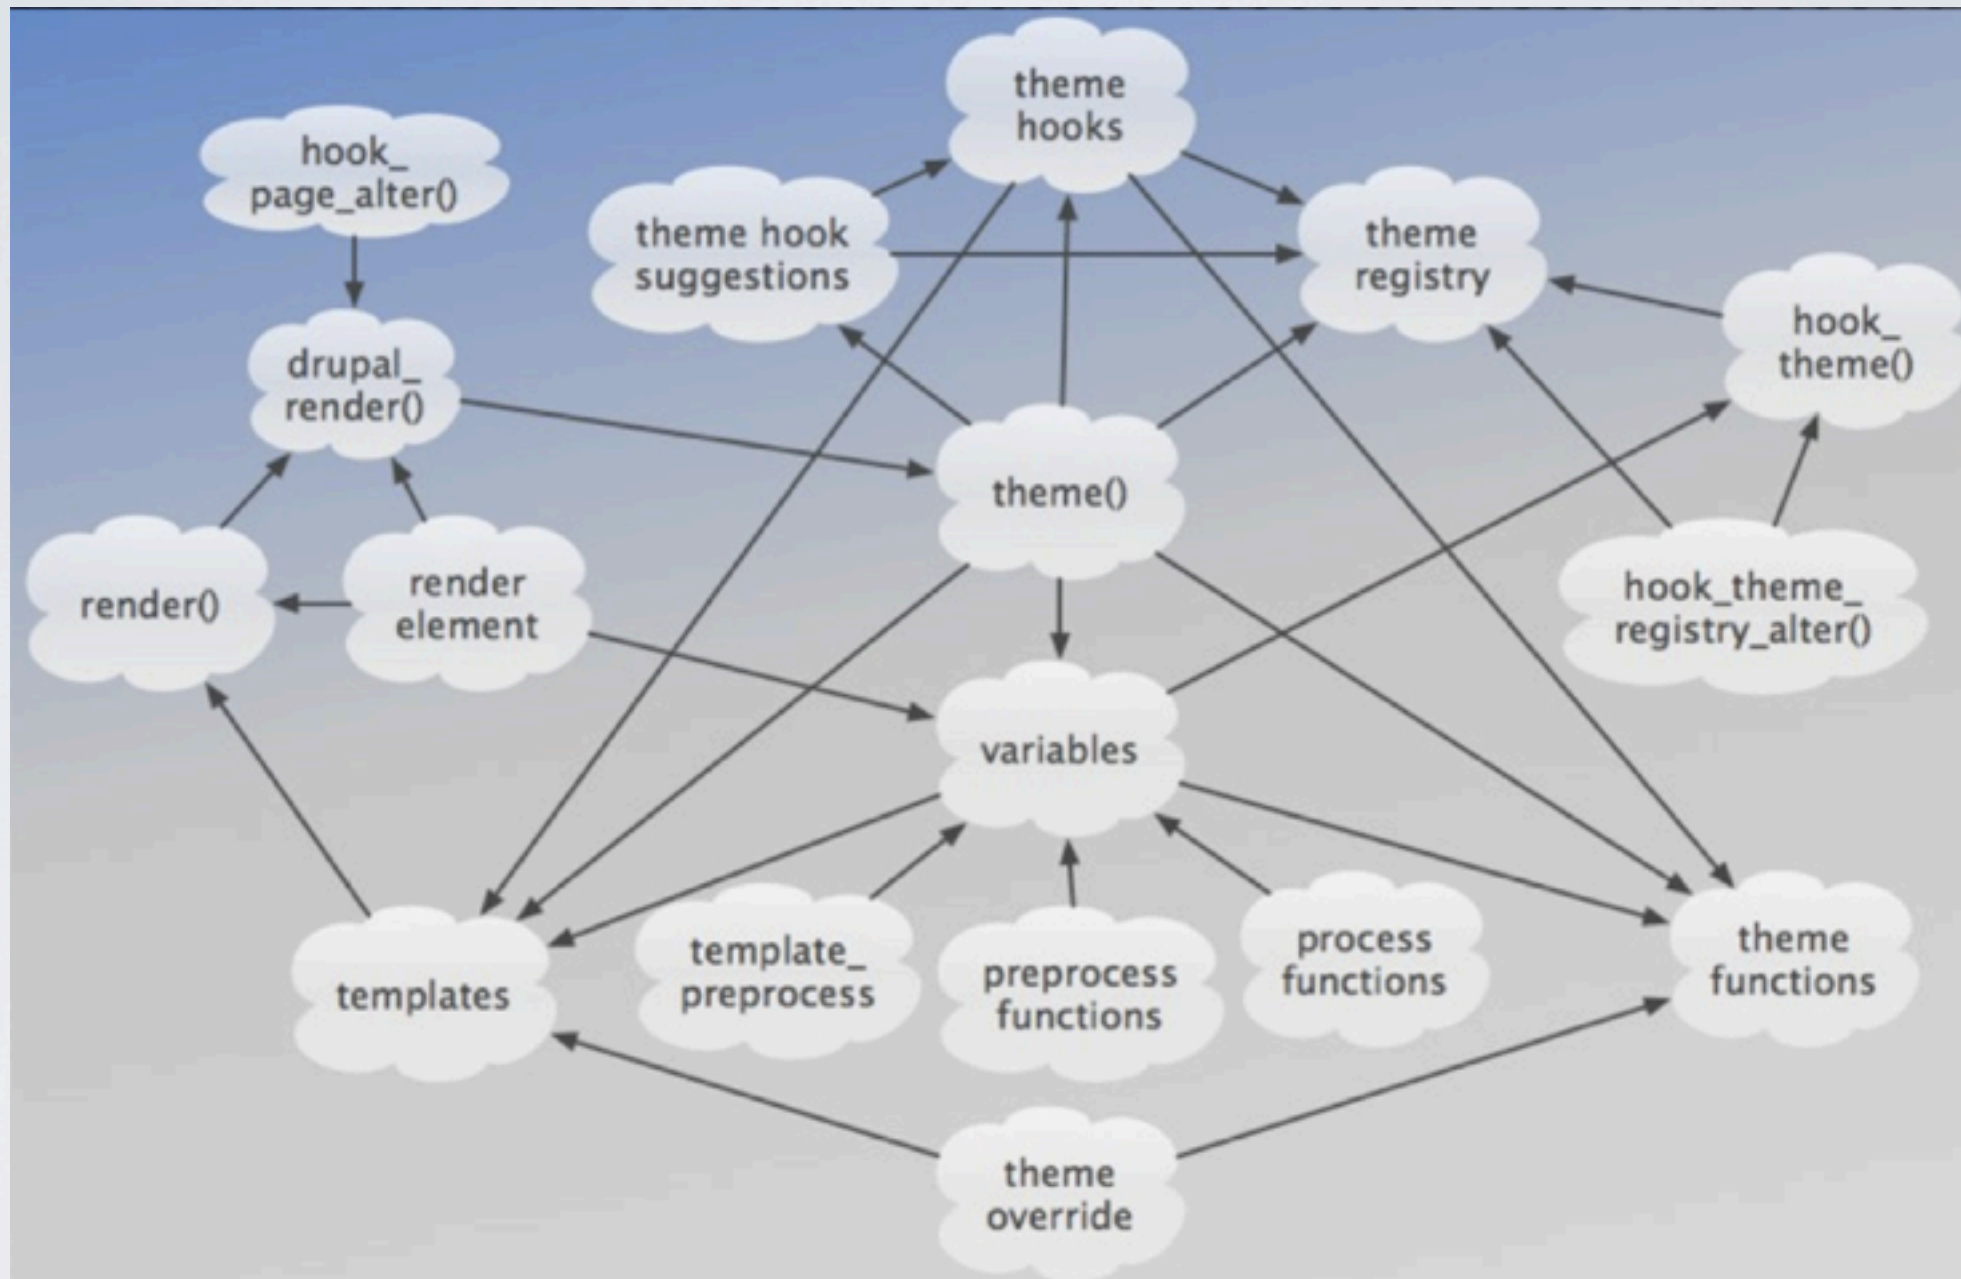 theme
hooks
hook_
page_alter()
theme hook
suggestions
theme
registry
hook_
theme()
drupal_
render()
theme()
render()
render
element
hook_theme_
registry_alter()
variables
templates
template_
preprocess
preprocess
functions
process
functions
theme
functions
theme
override